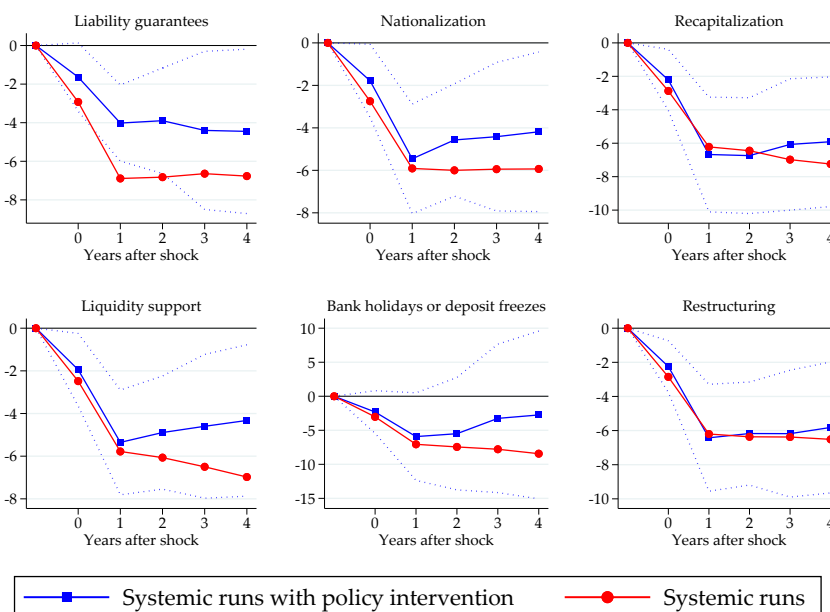 Liability guarantees
0
-2
-4
-6
-8
0 1 2 3 4
Years after shock
Nationalization
0
-2
-4
-6
-8
0 1 2 3 4
Years after shock
Recapitalization
0
-2
-4
-6
-8
-10
0 1 2 3 4
Years after shock
Liquidity support
0
-2
-4
-6
-8
0 1 2 3 4
Years after shock
Bank holidays or deposit freezes
10
5
0
-5
-10
-15
0 1 2 3 4
Years after shock
Restructuring
0
-2
-4
-6
-8
-10
0 1 2 3 4
Years after shock
Systemic runs with policy intervention
Systemic runs